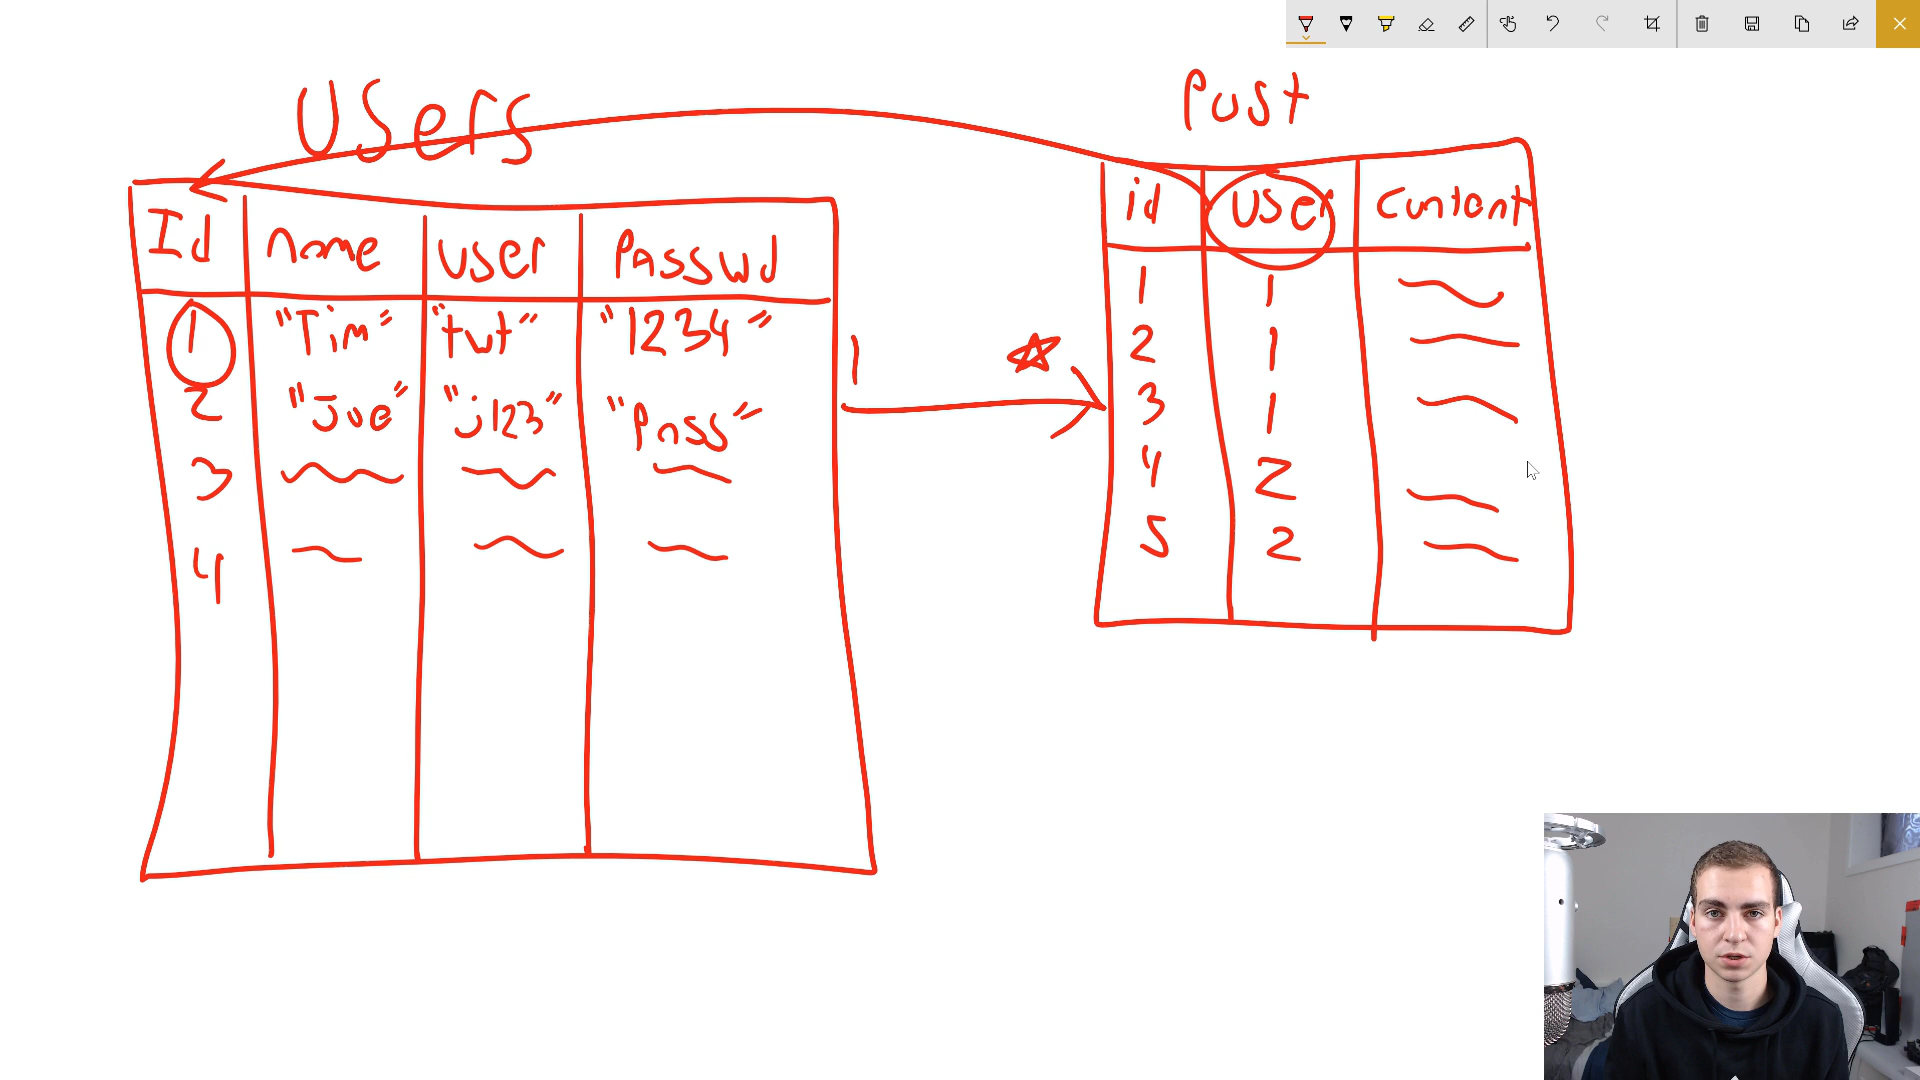 Users
Post
Id name user Passwd
1 "Tim" "twt" "1234"
2 "Joe" "j123" "Pass"
3
4
1
id user content
1 1
2 1
3 1
4 2
5 2